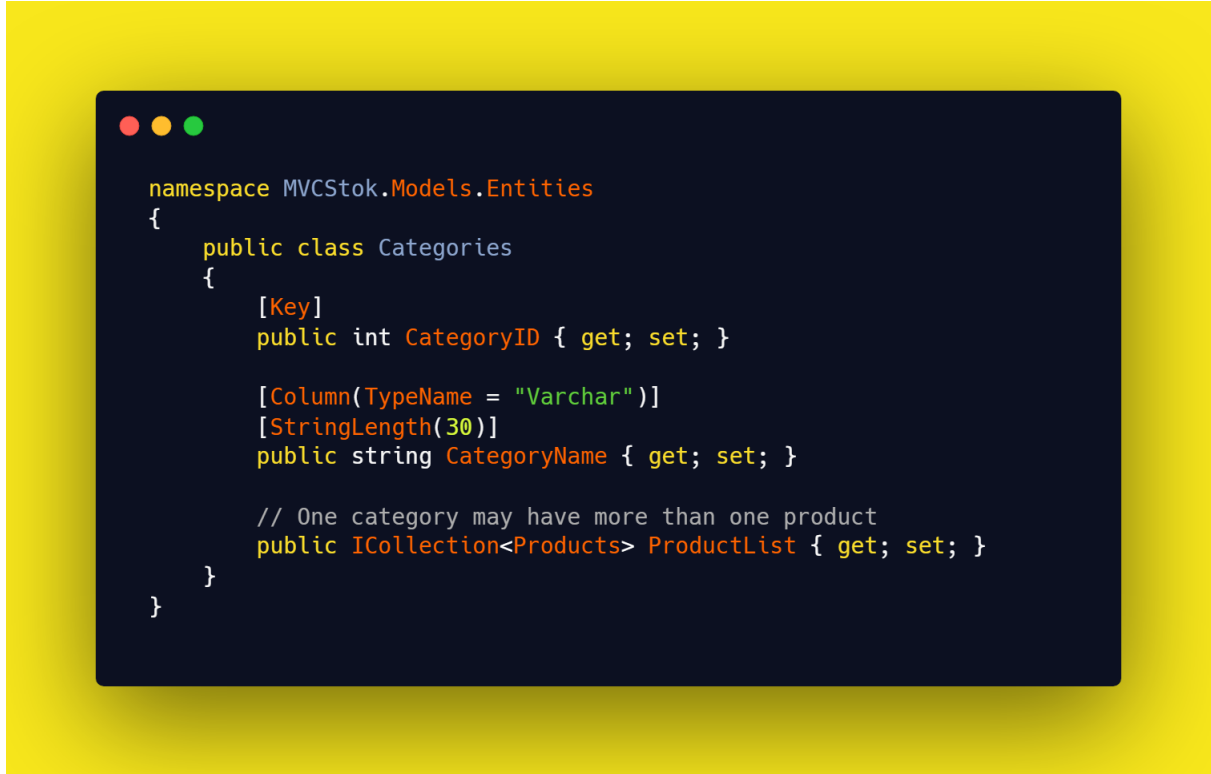 namespace MVCStok.Models.Entities
{
    public class Categories
    {
        [Key]
        public int CategoryID { get; set; }

        [Column(TypeName = "Varchar")]
        [StringLength(30)]
        public string CategoryName { get; set; }

        // One category may have more than one product
        public ICollection<Products> ProductList { get; set; }
    }
}